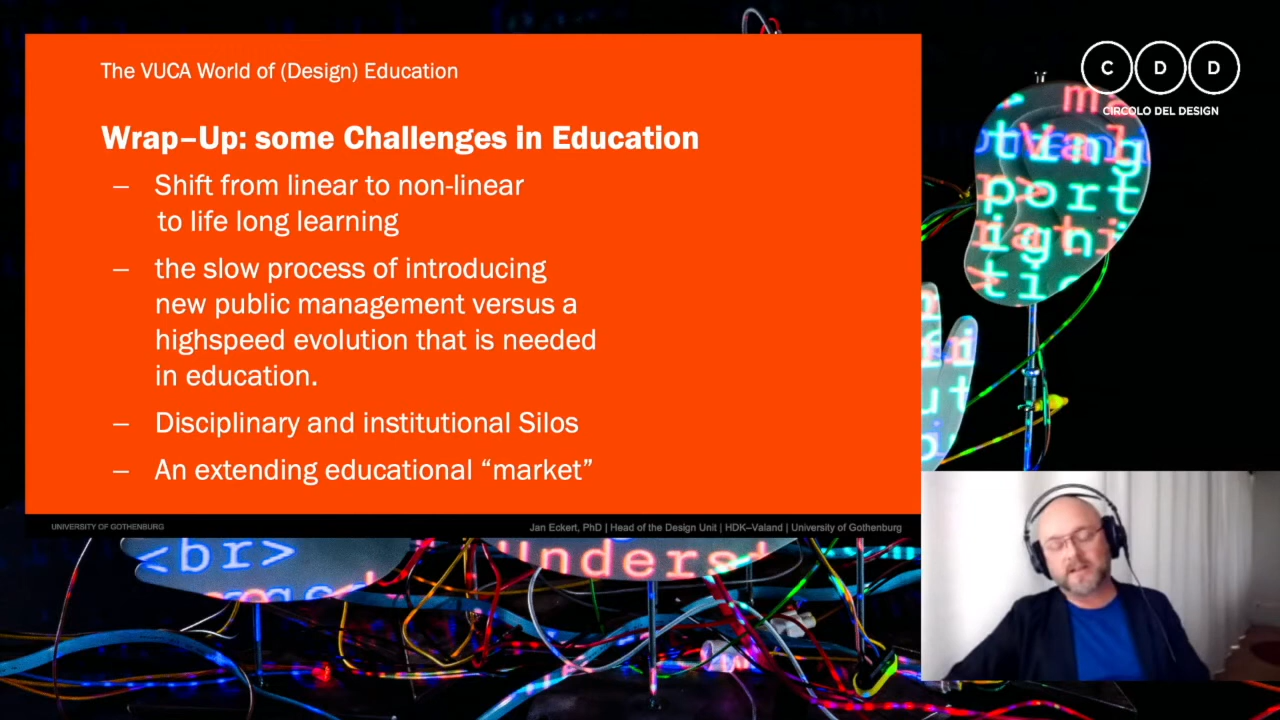 The VUCA World of (Design) Education
Wrap–Up: some Challenges in Education
– Shift from linear to non-linear
to life long learning
– the slow process of introducing
new public management versus a
highspeed evolution that is needed
in education.
– Disciplinary and institutional Silos
– An extending educational “market”
UNIVERSITY OF GOTHENBURG
Jan Eckert, PhD | Head of the Design Unit | HDK–Valand | University of Gothenburg
C D D
CIRCOLO DEL DESIGN
<br>
Underst